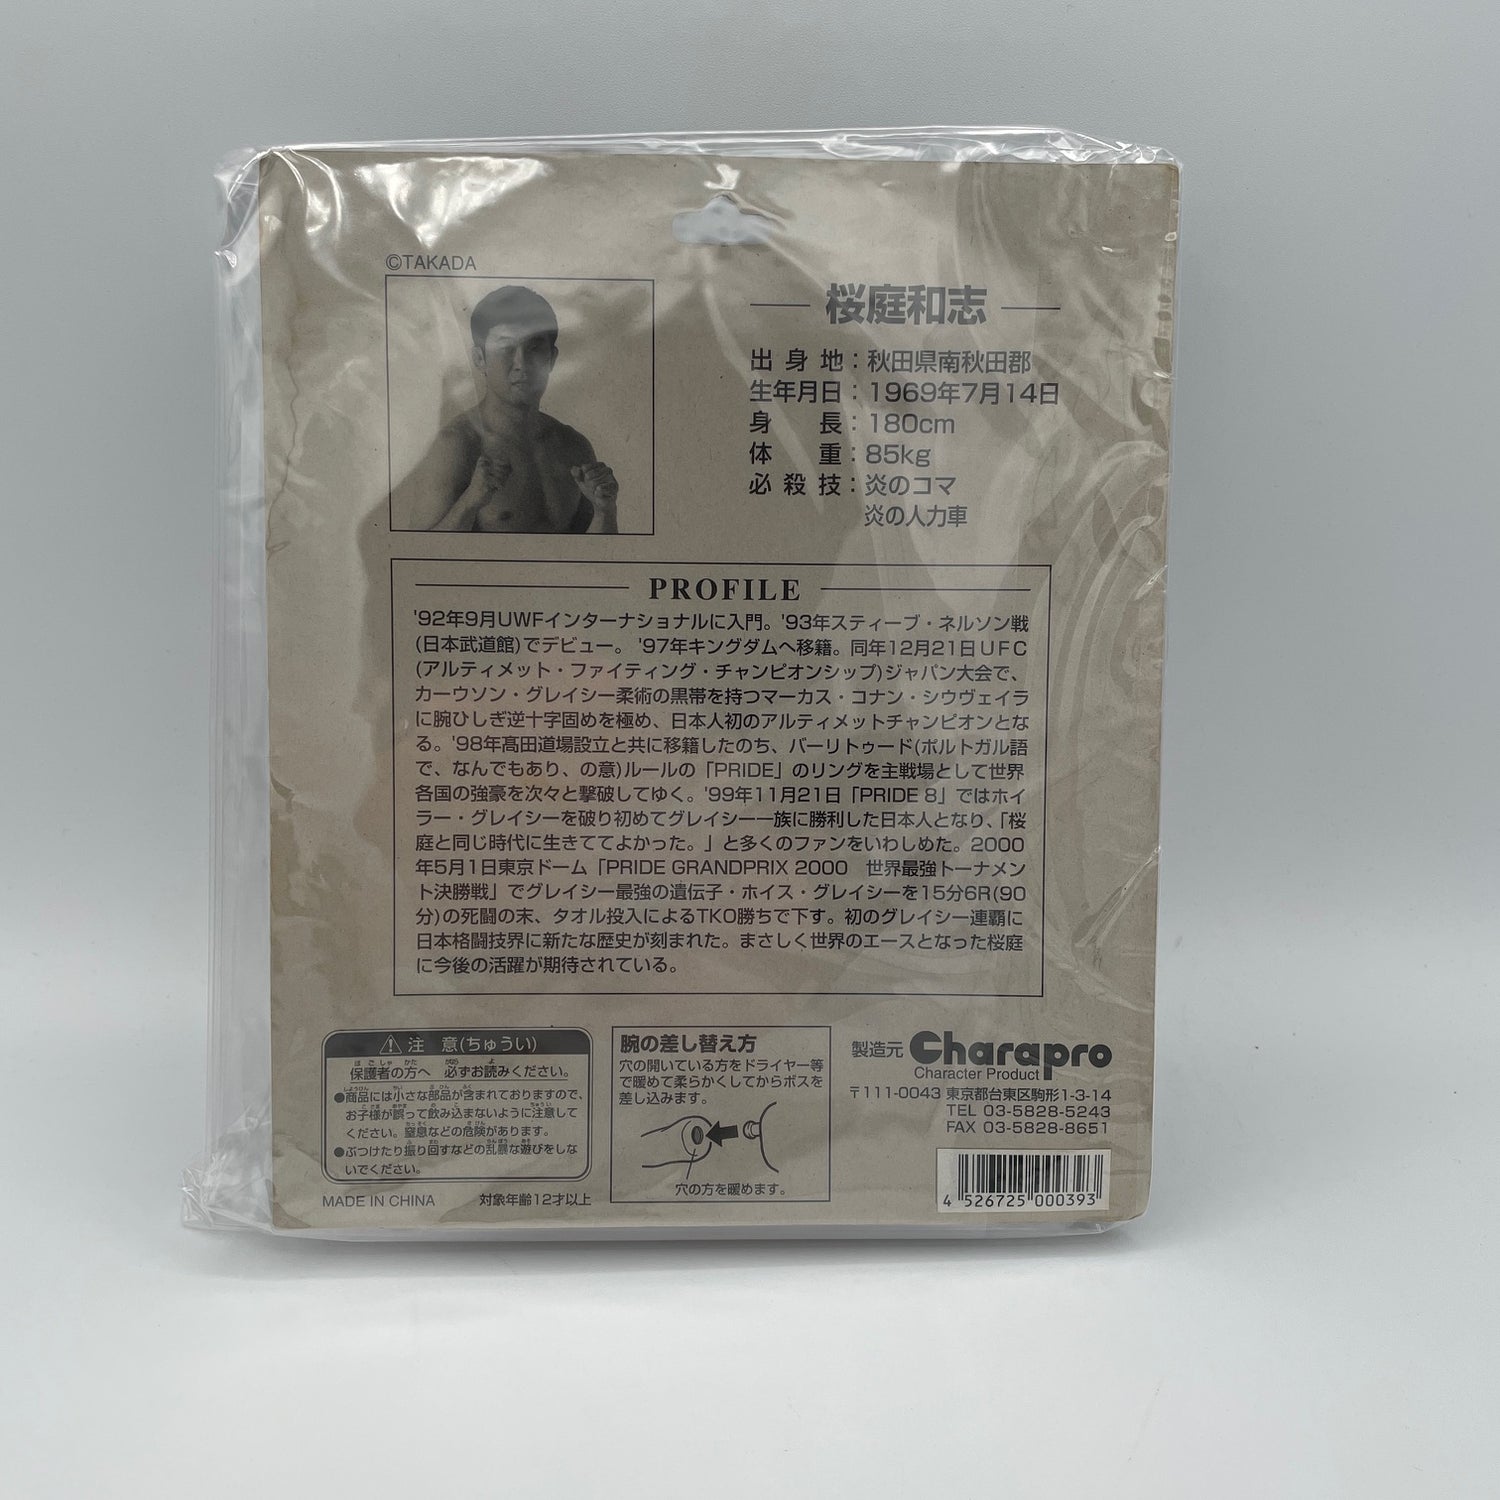 ©TAKADA
桜庭和志
出身地：秋田県南秋田郡
生年月日：1969年7月14日
身長：180cm
体重：85kg
必殺技：炎のコマ
炎の人力車
PROFILE
'92年9月UWFインターナショナルに入門。'93年スティーブ・ネルソン戦
(日本武道館)でデビュー。'97年キングダムへ移籍。同年12月21日UFC
(アルティメット・ファイティング・チャンピオンシップ)ジャパン大会で、
カーウソン・グレイシー柔術の黒帯を持つマーカス・コナン・シウヴェイラ
に腕ひしぎ逆十字固めを極め、日本人初のアルティメットチャンピオンとな
る。'98年髙田道場設立と共に移籍したのち、バーリトゥード(ポルトガル語
で、なんでもあり、の意)ルールの「PRIDE」のリングを主戦場として世界
各国の強豪を次々と撃破してゆく。'99年11月21日「PRIDE 8」ではホイ
ラー・グレイシーを破り初めてグレイシー一族に勝利した日本人となり、「桜
庭と同じ時代に生きててよかった。」と多くのファンをいわしめた。2000
年5月1日東京ドーム「PRIDE GRANDPRIX 2000　世界最強トーナメン
ト決勝戦」でグレイシー最強の遺伝子・ホイス・グレイシーを15分6R(90
分)の死闘の末、タオル投入によるTKO勝ちで下す。初のグレイシー連覇に
日本格闘技界に新たな歴史が刻まれた。まさしく世界のエースとなった桜庭
に今後の活躍が期待されている。
注 意(ちゅうい)
保護者の方へ 必ずお読みください。
●商品には小さな部品が含まれておりますので、
お子様が誤って飲み込まないように注意して
ください。窒息などの危険があります。
●ぶつけたり振り回すなどの乱暴な遊びをしな
いでください。
MADE IN CHINA 対象年齢12才以上
腕の差し替え方
穴の開いている方をドライヤー等
で暖めて柔らかくしてからボスを
差し込みます。
穴の方を暖めます。
製造元 Charapro
Character Product
〒111-0043 東京都台東区駒形1-3-14
TEL 03-5828-5243
FAX 03-5828-8651
4 526725 000393